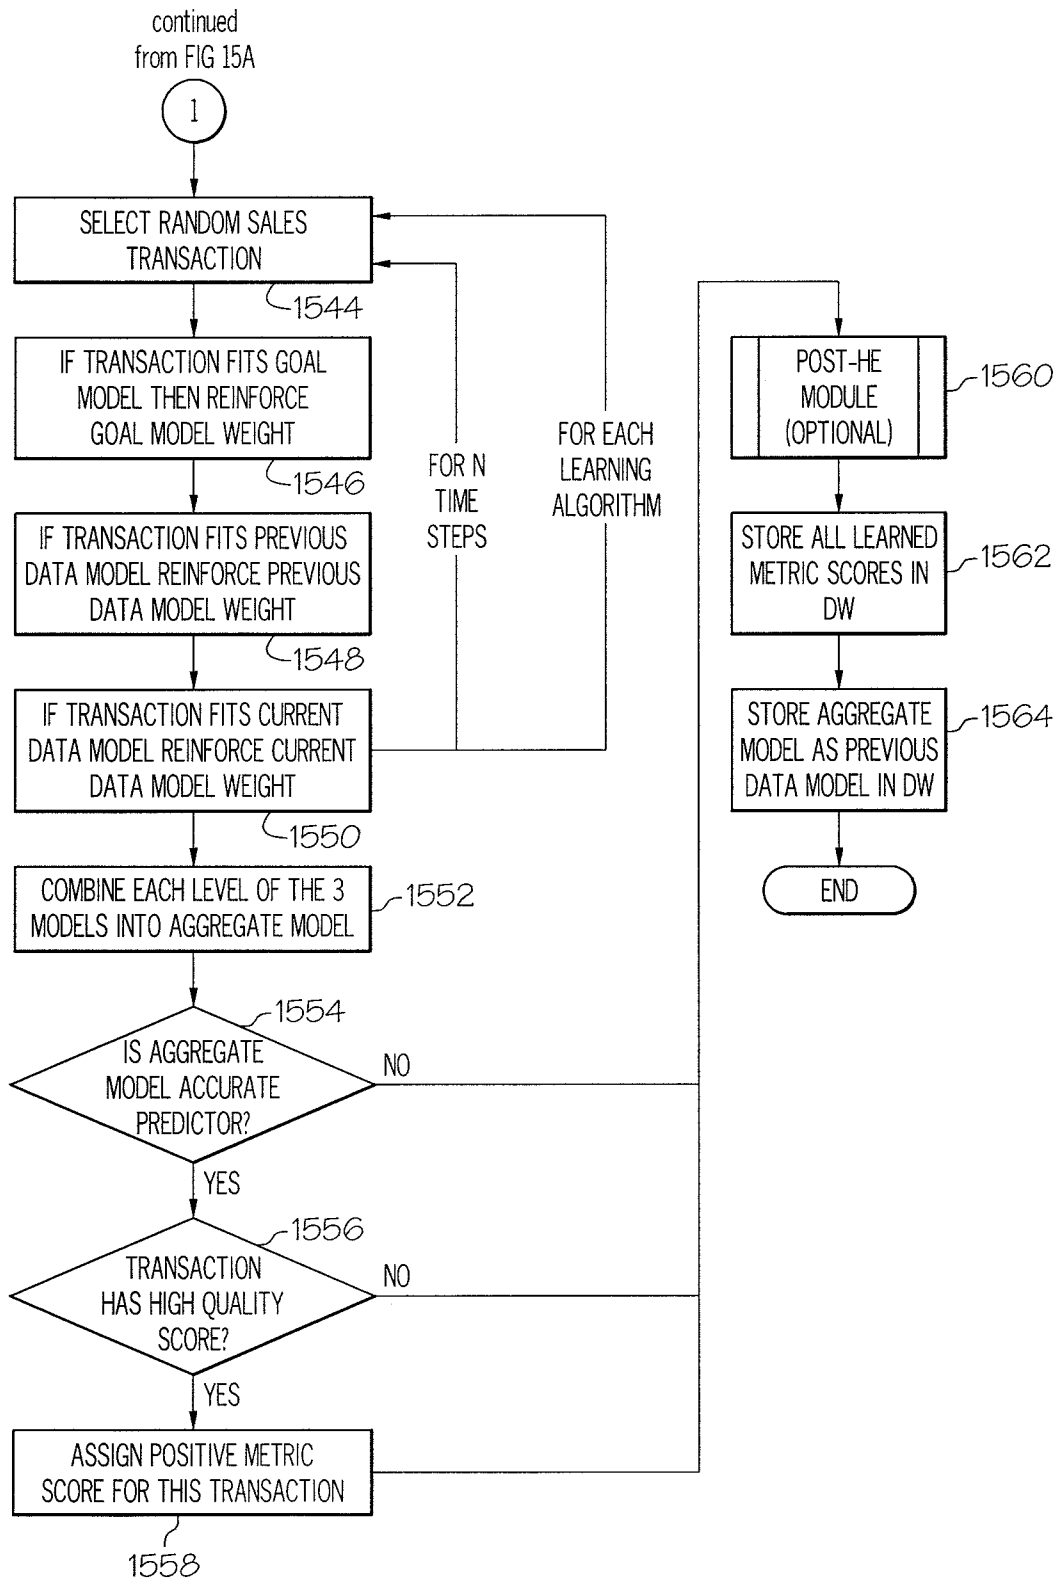 continued
from FIG 15A
1
SELECT RANDOM SALES
TRANSACTION
1544
IF TRANSACTION FITS GOAL
MODEL THEN REINFORCE
GOAL MODEL WEIGHT
1546
IF TRANSACTION FITS PREVIOUS
DATA MODEL REINFORCE PREVIOUS
DATA MODEL WEIGHT
1548
IF TRANSACTION FITS CURRENT
DATA MODEL REINFORCE CURRENT
DATA MODEL WEIGHT
1550
FOR N
TIME
STEPS
FOR EACH
LEARNING
ALGORITHM
COMBINE EACH LEVEL OF THE 3
MODELS INTO AGGREGATE MODEL
1552
1554
IS AGGREGATE
MODEL ACCURATE
PREDICTOR?
NO
YES
1556
TRANSACTION
HAS HIGH QUALITY
SCORE?
NO
YES
ASSIGN POSITIVE METRIC
SCORE FOR THIS TRANSACTION
1558
POST-HE
MODULE
(OPTIONAL)
1560
STORE ALL LEARNED
METRIC SCORES IN
DW
1562
STORE AGGREGATE
MODEL AS PREVIOUS
DATA MODEL IN DW
1564
END